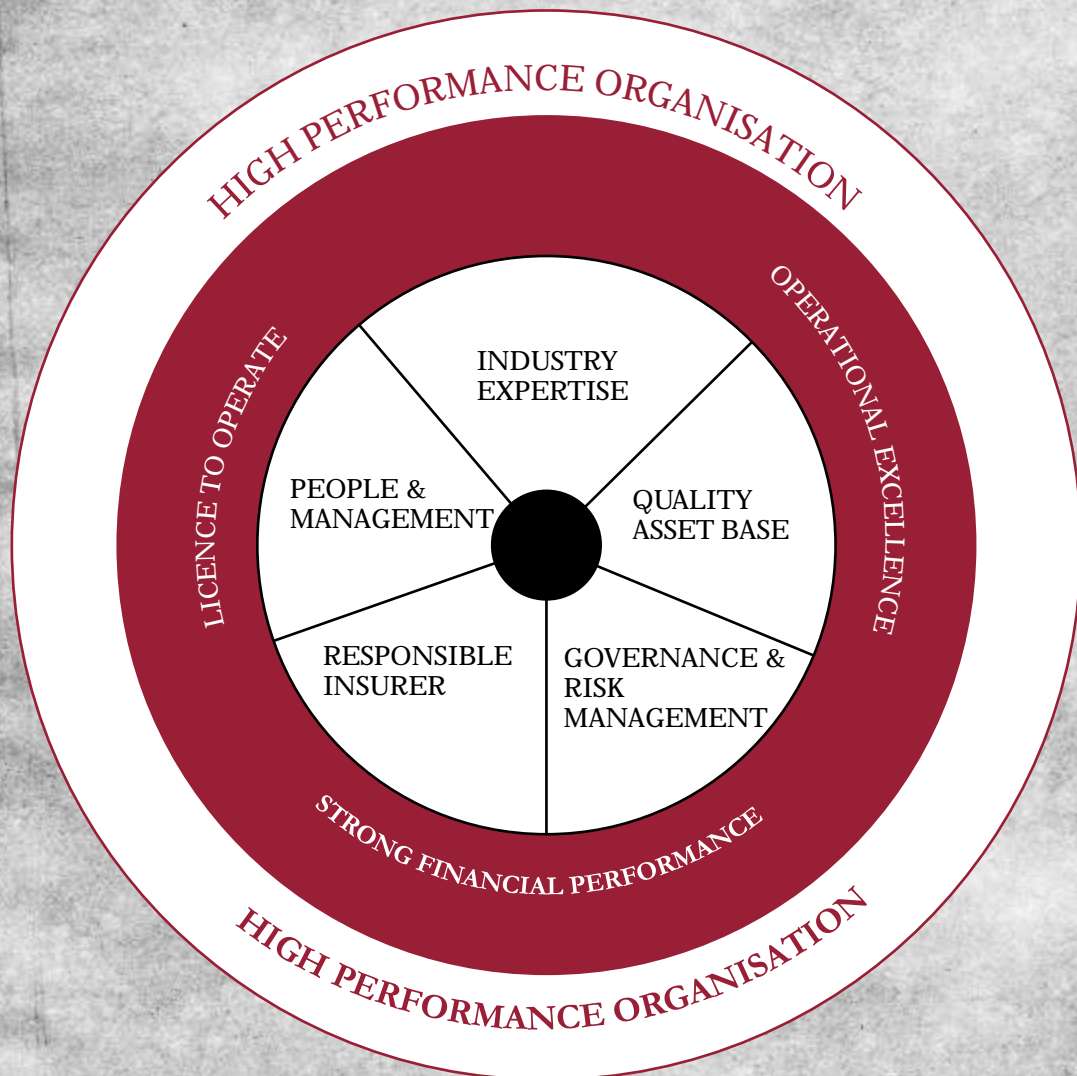 HIGH PERFORMANCE ORGANISATION
OPERATIONAL EXCELLENCE
LICENCE TO OPERATE
INDUSTRY
EXPERTISE
PEOPLE &
MANAGEMENT
QUALITY
ASSET BASE
RESPONSIBLE
INSURER
GOVERNANCE &
RISK
MANAGEMENT
STRONG FINANCIAL PERFORMANCE
HIGH PERFORMANCE ORGANISATION